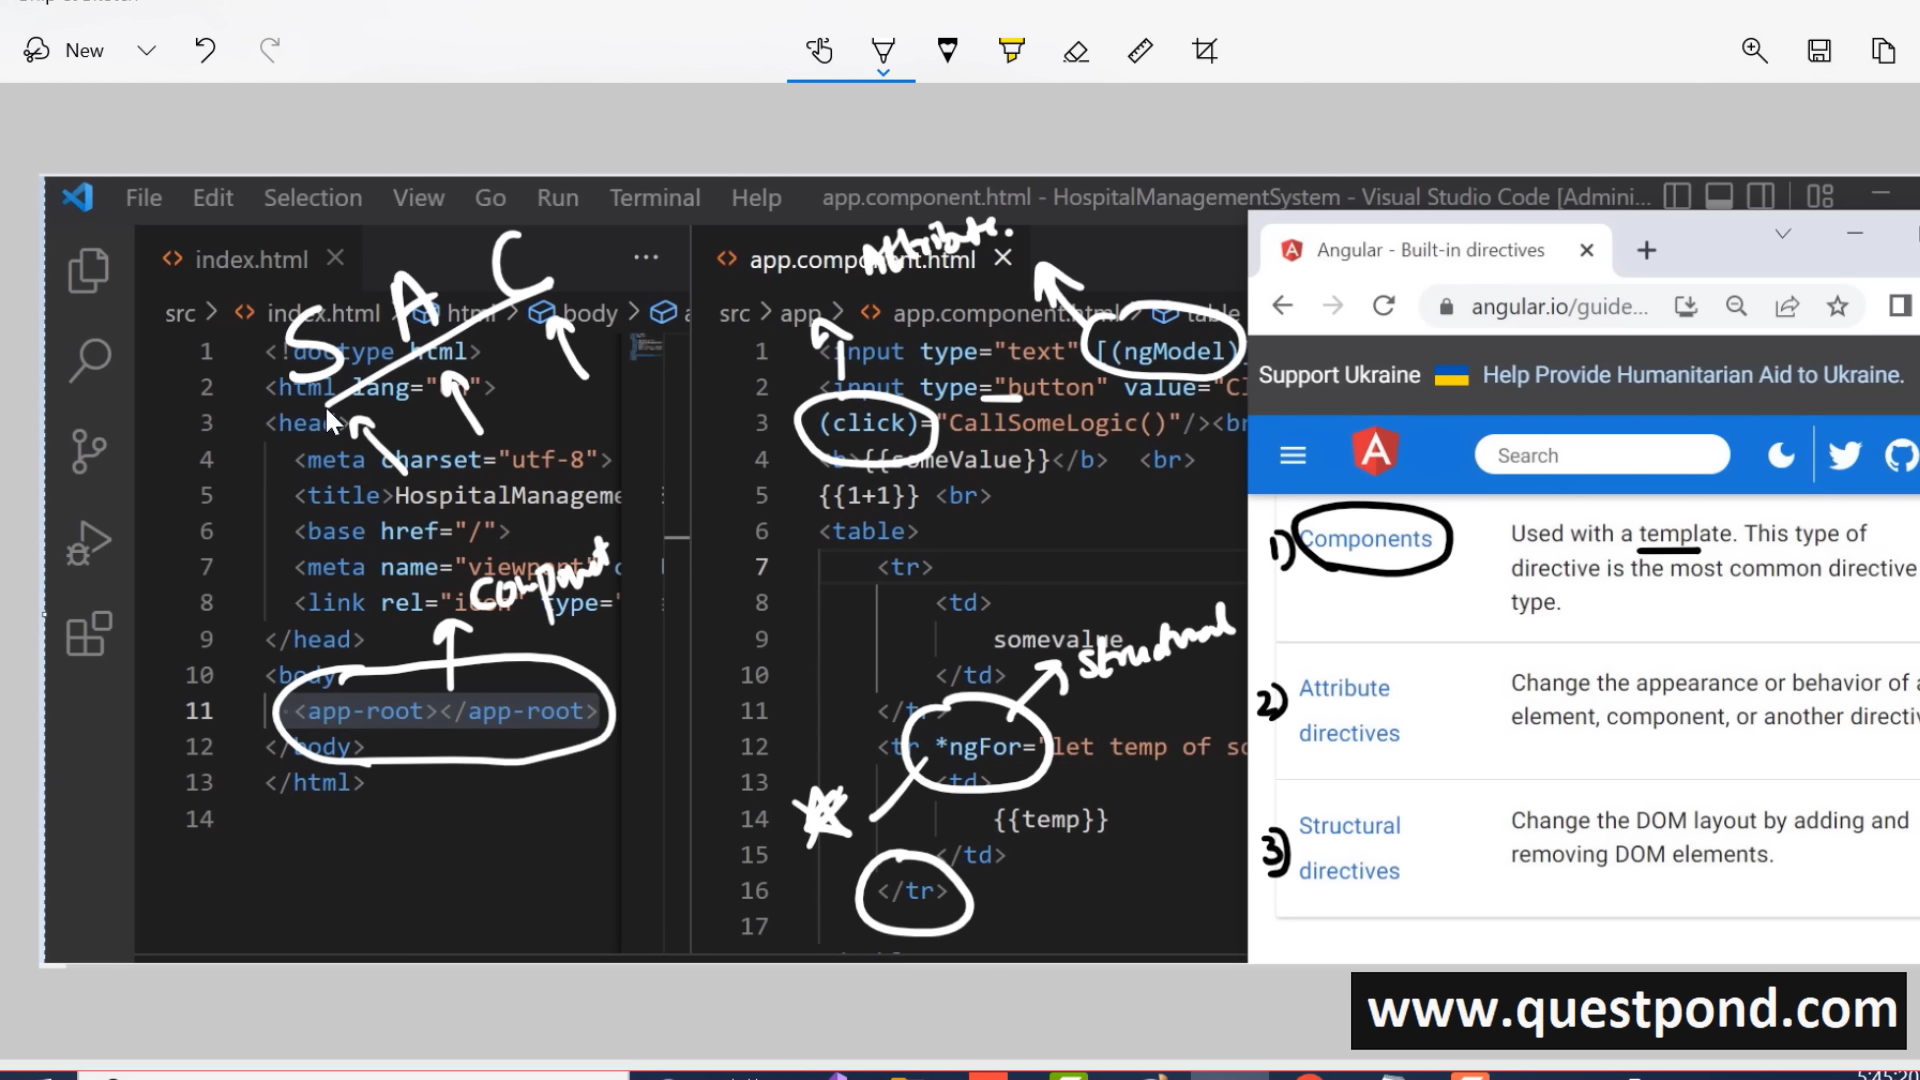 New
File Edit Selection View Go Run Terminal Help app.component.html - HospitalManagementSystem - Visual Studio Code [Admini...
index.html
src > index.html > html > body >
1 <!doctype html>
2 <html lang="
3 <head>
4 <meta charset="utf-8">
5 <title>HospitalManageme
6 <base href="/">
7 <meta name="viewport"
8 <link rel="icon" type="
9 </head>
10 <body
11 <app-root></app-root>
12 </body>
13 </html>
14
S A C
Component
app.component.html
Attribute.
src > app > app.component.html > table
1 <input type="text" [(ngModel)
2 <input type="button" value="Cl
3 (click)="CallSomeLogic()"/><br
4 <b>{{someValue}}</b> <br>
5 {{1+1}} <br>
6 <table>
7 <tr>
8 <td>
9 somevalue
10 </td>
11 </tr>
12 <tr *ngFor="let temp of so
13 <td>
14 {{temp}}
15 </td>
16 </tr>
17
Structural
Angular - Built-in directives
angular.io/guide...
Support Ukraine Help Provide Humanitarian Aid to Ukraine.
Search
1) Components
Used with a template. This type of
directive is the most common directive
type.
2) Attribute
directives
Change the appearance or behavior of a
element, component, or another directiv
3) Structural
directives
Change the DOM layout by adding and
removing DOM elements.
www.questpond.com